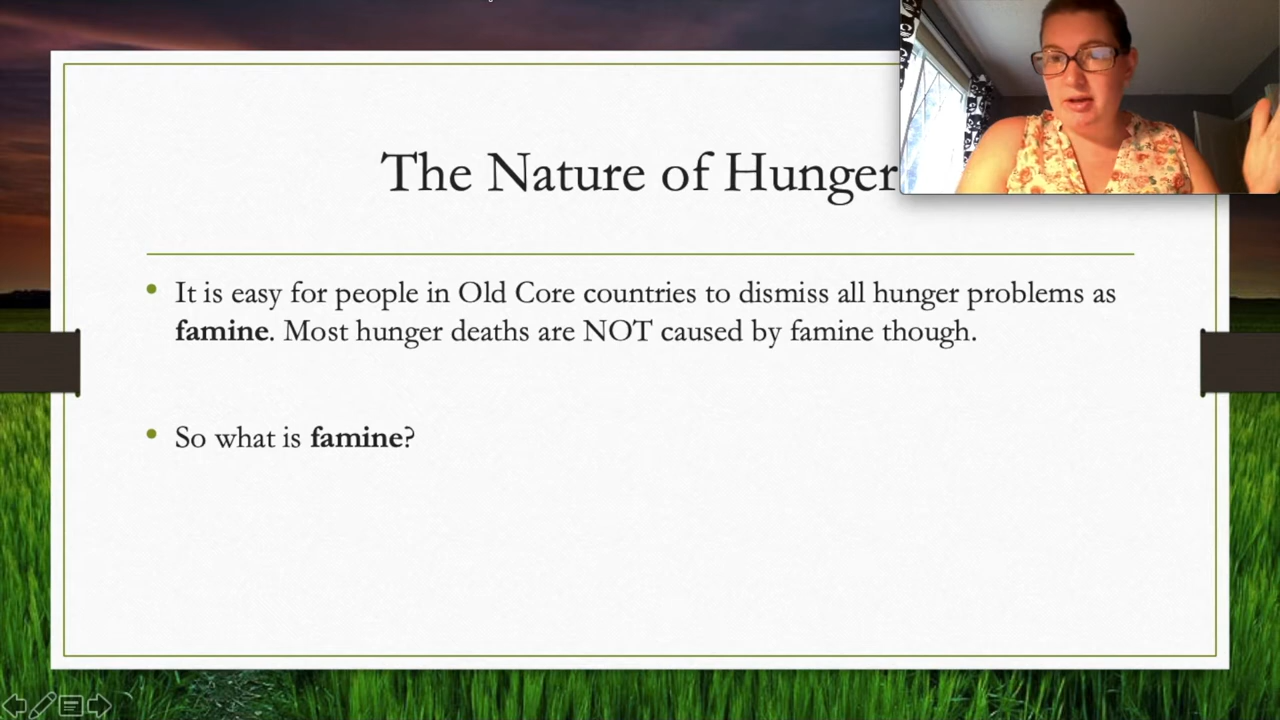 The Nature of Hunger
• It is easy for people in Old Core countries to dismiss all hunger problems as
famine. Most hunger deaths are NOT caused by famine though.
• So what is famine?